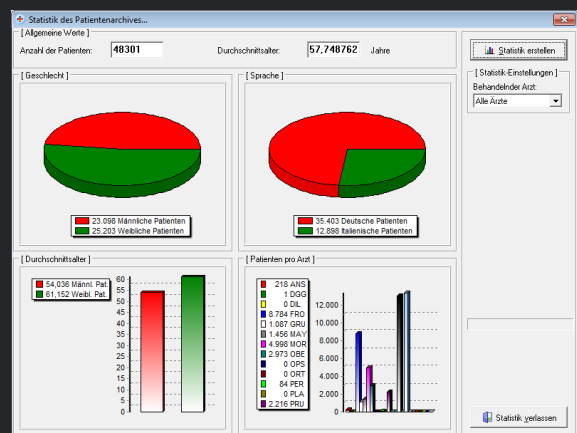 Statistik des Patientenarchives...
[ Allgemeine Werte ]
Anzahl der Patienten: 48301 Durchschnittsalter: 57,748762 Jahre
Statistik erstellen
[ Statistik-Einstellungen ]
Behandelnder Arzt:
Alle Ärzte
[ Geschlecht ]
23.098 Männliche Patienten
25.203 Weibliche Patienten
[ Sprache ]
35.403 Deutsche Patienten
12.898 Italienische Patienten
[ Durchschnittsalter ]
54,036 Männl. Pat.
61,152 Weibl. Pat.
60
55
50
45
40
35
30
25
20
15
10
5
0
[ Patienten pro Arzt ]
218 ANS
1 DGG
0 DIL
8.784 FRO
1.087 GRU
1.456 MAY
4.998 MOR
2.973 OBE
0 OPS
0 ORT
84 PER
0 PLA
2.216 PRU
12.000
10.000
8.000
6.000
4.000
2.000
0
Statistik verlassen